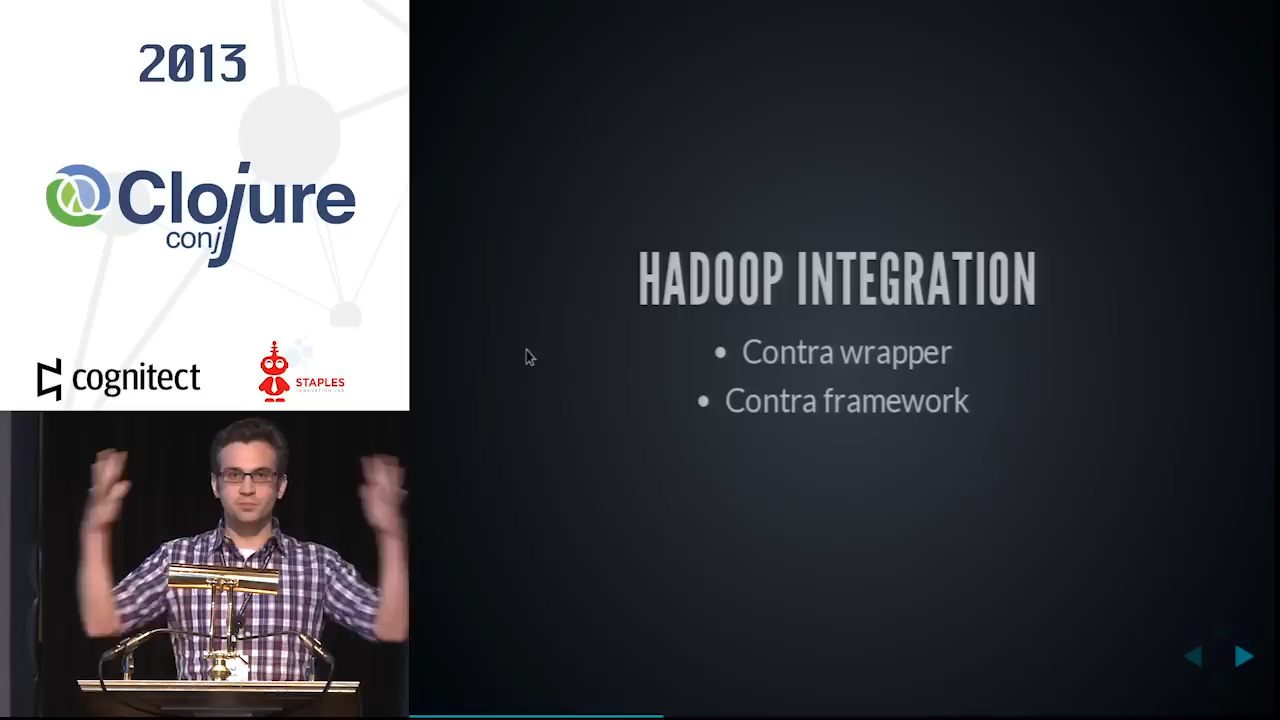 2013
Clojure
conj
cognitect
STAPLES
HADOOP INTEGRATION
• Contra wrapper
• Contra framework